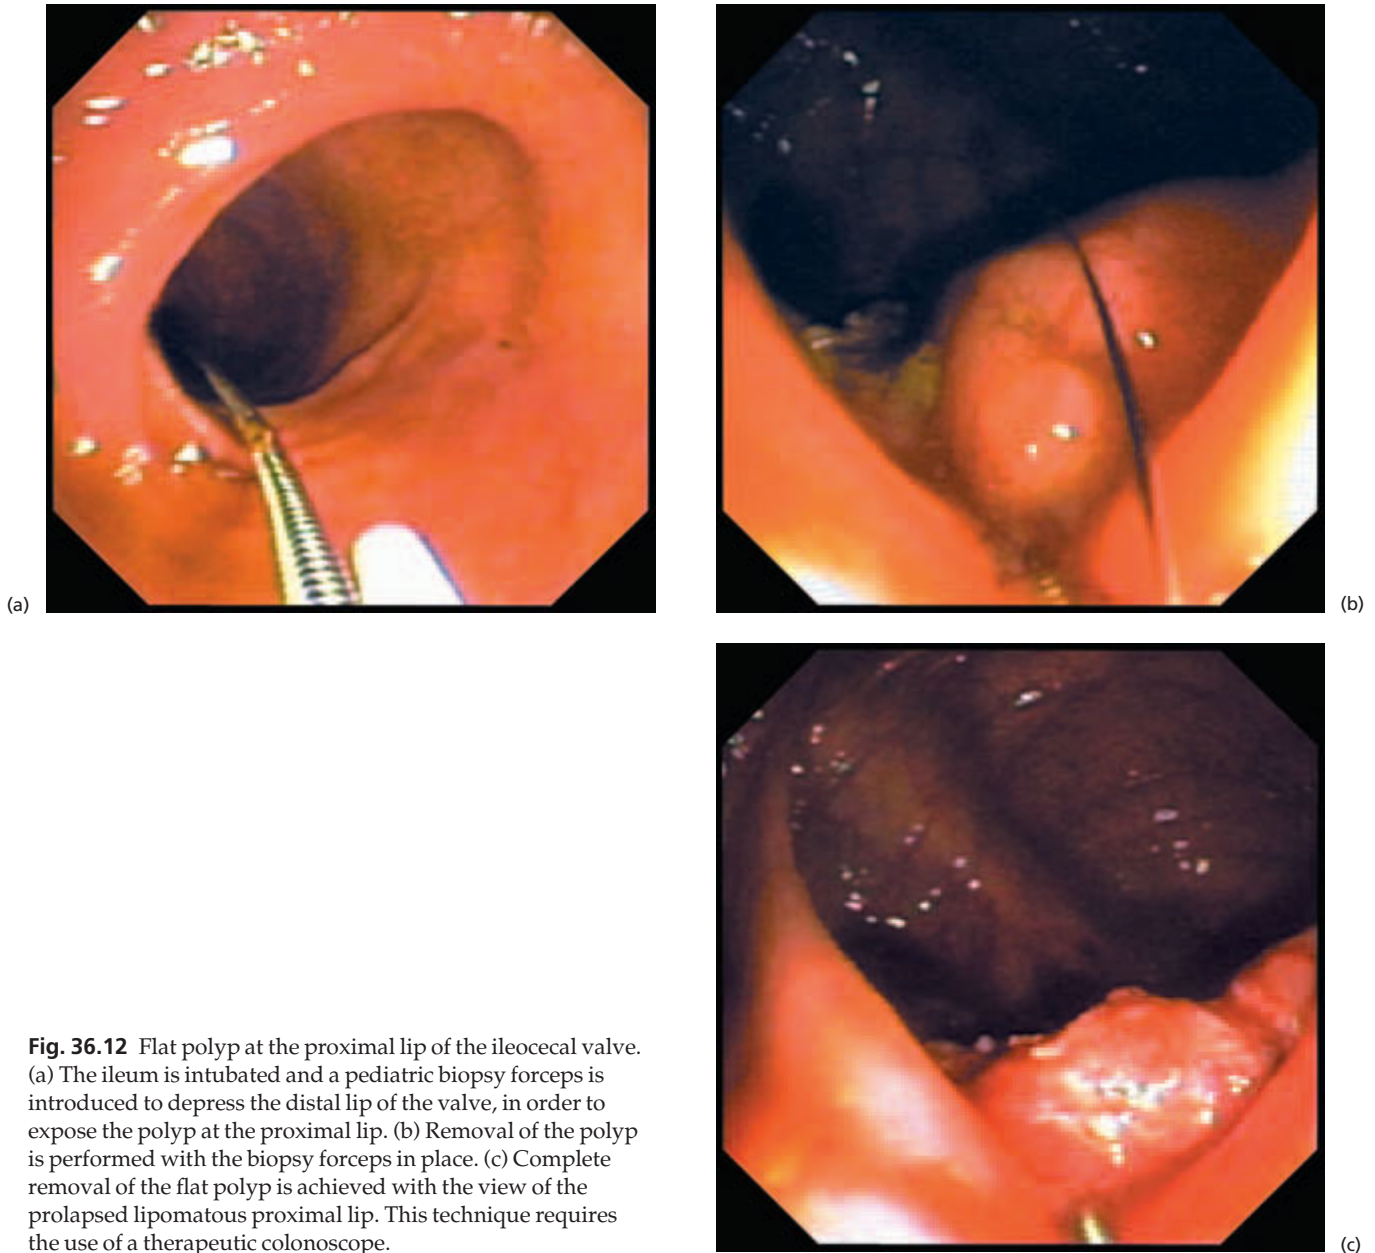 (a)
(b)
Fig. 36.12 Flat polyp at the proximal lip of the ileocecal valve.
(a) The ileum is intubated and a pediatric biopsy forceps is
introduced to depress the distal lip of the valve, in order to
expose the polyp at the proximal lip. (b) Removal of the polyp
is performed with the biopsy forceps in place. (c) Complete
removal of the flat polyp is achieved with the view of the
prolapsed lipomatous proximal lip. This technique requires
the use of a therapeutic colonoscope.
(c)